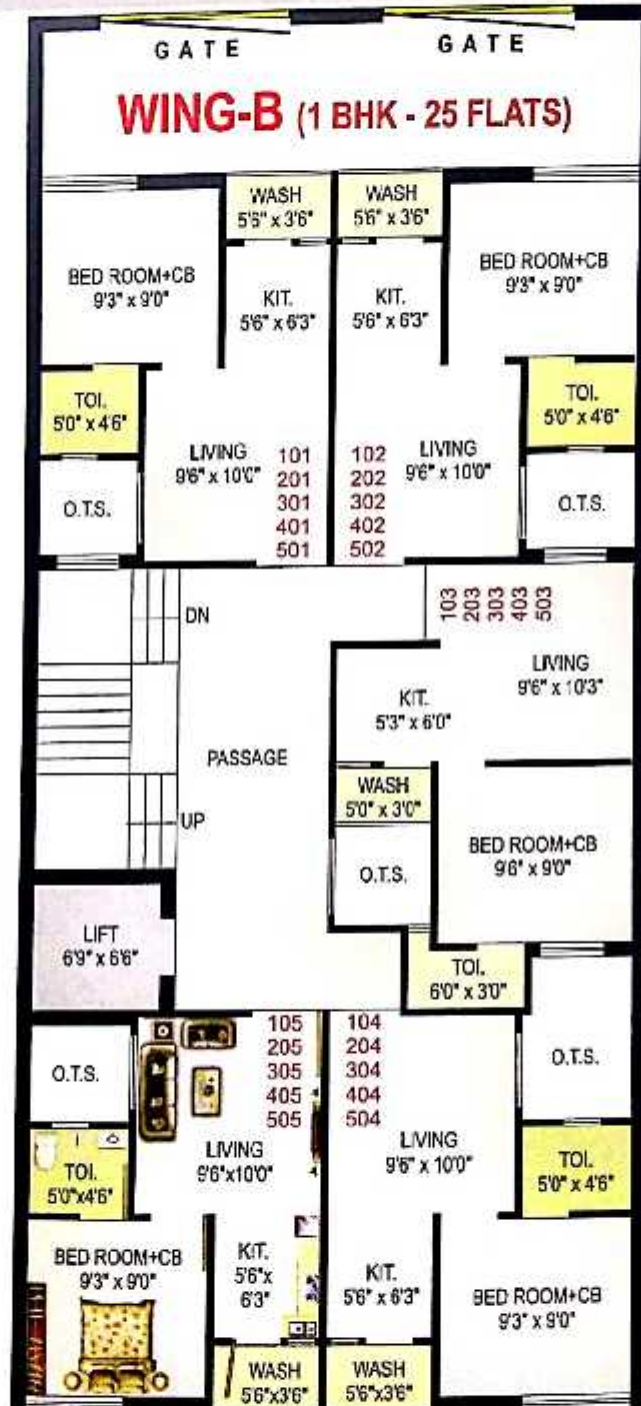 GATE
GATE
WING-B (1 BHK - 25 FLATS)
WASH
5'6" x 3'6"
WASH
5'6" x 3'6"
BED ROOM+CB
9'3" x 9'0"
KIT.
5'6" x 6'3"
KIT.
5'6" x 6'3"
BED ROOM+CB
9'3" x 9'0"
TOI.
5'0" x 4'6"
LIVING
9'6" x 10'0"
101
201
301
401
501
102
202
302
402
502
LIVING
9'6" x 10'0"
TOI.
5'0" x 4'6"
O.T.S.
O.T.S.
DN
103
203
303
403
503
LIVING
9'6" x 10'3"
KIT.
5'3" x 6'0"
PASSAGE
WASH
5'0" x 3'0"
UP
BED ROOM+CB
9'6" x 9'0"
O.T.S.
LIFT
6'9" x 6'6"
TOI.
6'0" x 3'0"
105
205
305
405
505
104
204
304
404
504
O.T.S.
O.T.S.
LIVING
9'6"x10'0"
LIVING
9'6" x 10'0"
TOI.
5'0"x4'6"
TOI.
5'0" x 4'6"
BED ROOM+CB
9'3" x 9'0"
KIT.
5'6"x
6'3"
KIT.
5'6" x 6'3"
BED ROOM+CB
9'3" x 9'0"
WASH
5'6"x3'6"
WASH
5'6"x3'6"